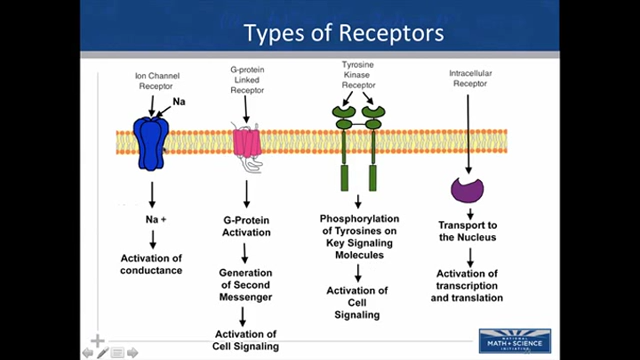 Types of Receptors
Ion Channel
Receptor
G-protein
Linked
Receptor
Tyrosine
Kinase
Receptor
Intracellular
Receptor
Na
Na +
Activation of
conductance
G-Protein
Activation
Generation
of Second
Messenger
Activation of
Cell Signaling
Phosphorylation
of Tyrosines on
Key Signaling
Molecules
Activation of
Cell
Signaling
Transport to
the Nucleus
Activation of
transcription
and translation
NATIONAL
MATH + SCIENCE
INITIATIVE